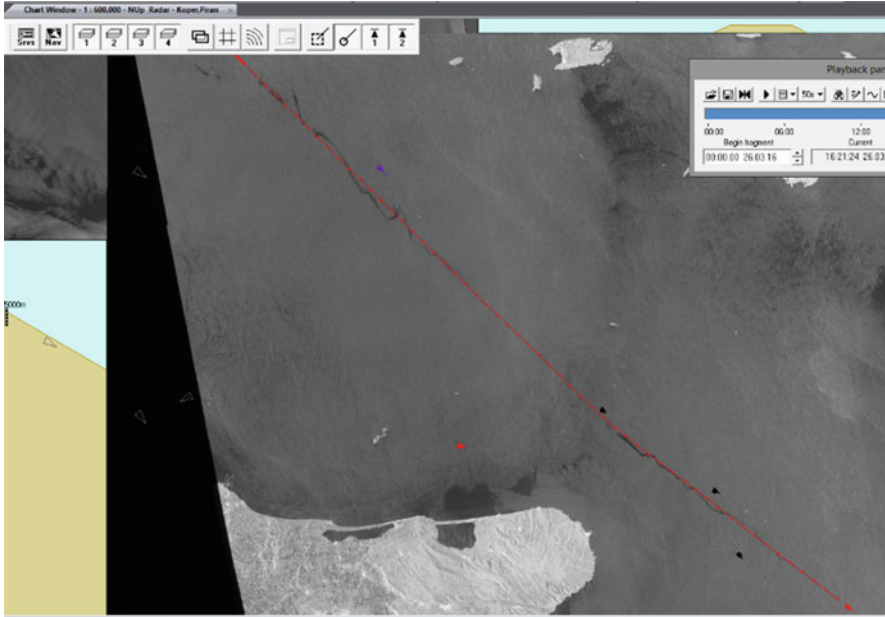 Chart Window - 1 : 600,000 - NUp Radar - Koper,Piran ×
Srvs Nav 1 2 3 4 1 2
Playback pan
50x
00:00 06:00 12:00
Begin fragment Current
00:00:00 26.03.16 16:21:24 26.03
5000m